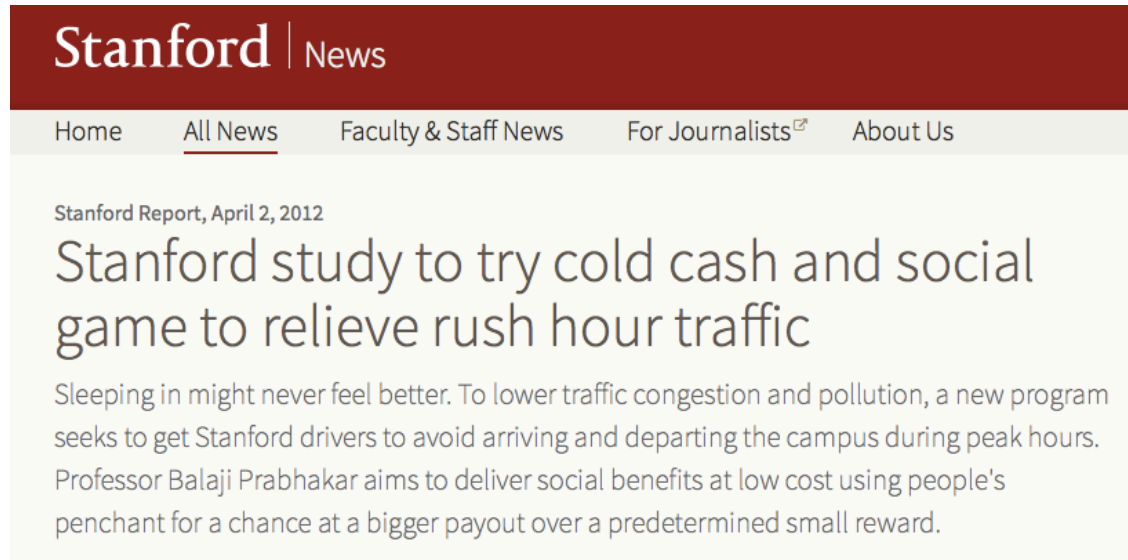 Stanford | News
Home All News Faculty & Staff News For Journalists About Us
Stanford Report, April 2, 2012
Stanford study to try cold cash and social
game to relieve rush hour traffic
Sleeping in might never feel better. To lower traffic congestion and pollution, a new program
seeks to get Stanford drivers to avoid arriving and departing the campus during peak hours.
Professor Balaji Prabhakar aims to deliver social benefits at low cost using people's
penchant for a chance at a bigger payout over a predetermined small reward.